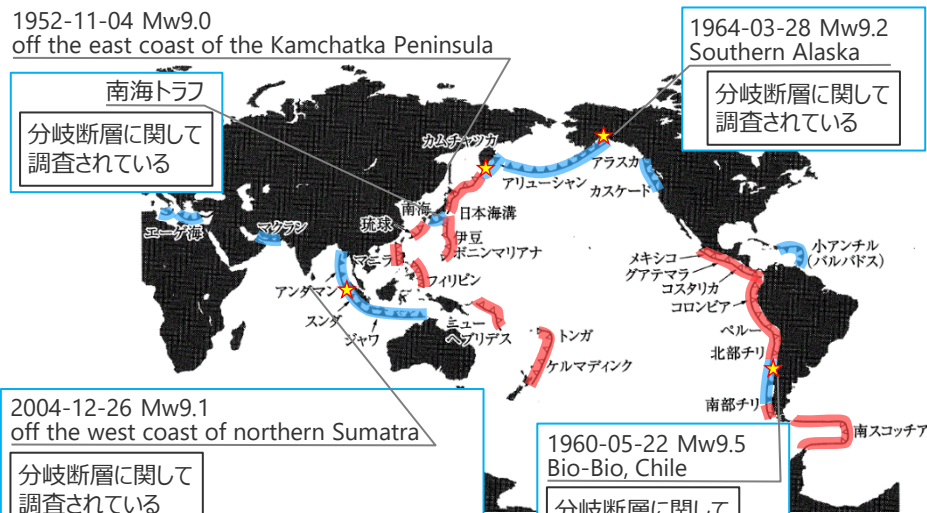 1952-11-04 Mw9.0
off the east coast of the Kamchatka Peninsula
南海トラフ
分岐断層に関して
調査されている
1964-03-28 Mw9.2
Southern Alaska
分岐断層に関して
調査されている
カムチャツカ
アラスカ
アリューシャン
カスケード
南海
日本海溝
琉球
伊豆
ボニンマリアナ
エーゲ海
マクラン
マニラ
フィリピン
アンダマン
スンダ
ジャワ
ニュー
ヘブリデス
トンガ
ケルマディンク
メキシコ
グアテマラ
コスタリカ
コロンビア
小アンチル
(バルバドス)
ペルー
北部チリ
南部チリ
南スコッチア
2004-12-26 Mw9.1
off the west coast of northern Sumatra
分岐断層に関して
調査されている
1960-05-22 Mw9.5
Bio-Bio, Chile
分岐断層に関して